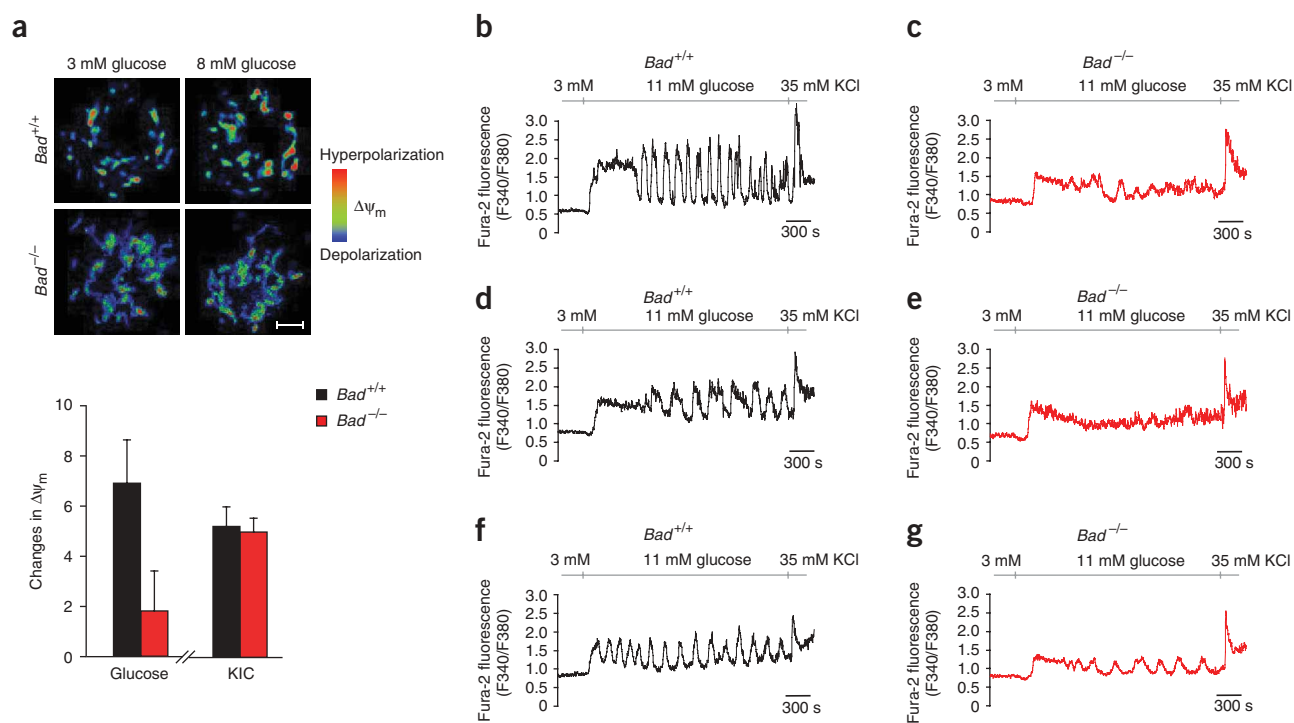 a
3 mM glucose 8 mM glucose
Bad+/+
Bad−/−
Hyperpolarization
Δψm
Depolarization
Bad+/+
Bad−/−
Changes in Δψm
10
8
6
4
2
0
Glucose KIC
b
Bad+/+
3 mM 11 mM glucose 35 mM KCl
Fura-2 fluorescence
(F340/F380)
3.0
2.5
2.0
1.5
1.0
0.5
0
300 s
c
Bad−/−
3 mM 11 mM glucose 35 mM KCl
Fura-2 fluorescence
(F340/F380)
3.0
2.5
2.0
1.5
1.0
0.5
0
300 s
d
Bad+/+
3 mM 11 mM glucose 35 mM KCl
Fura-2 fluorescence
(F340/F380)
3.0
2.5
2.0
1.5
1.0
0.5
0
300 s
e
Bad−/−
3 mM 11 mM glucose 35 mM KCl
Fura-2 fluorescence
(F340/F380)
3.0
2.5
2.0
1.5
1.0
0.5
0
300 s
f
Bad+/+
3 mM 11 mM glucose 35 mM KCl
Fura-2 fluorescence
(F340/F380)
3.0
2.5
2.0
1.5
1.0
0.5
0
300 s
g
Bad−/−
3 mM 11 mM glucose 35 mM KCl
Fura-2 fluorescence
(F340/F380)
3.0
2.5
2.0
1.5
1.0
0.5
0
300 s